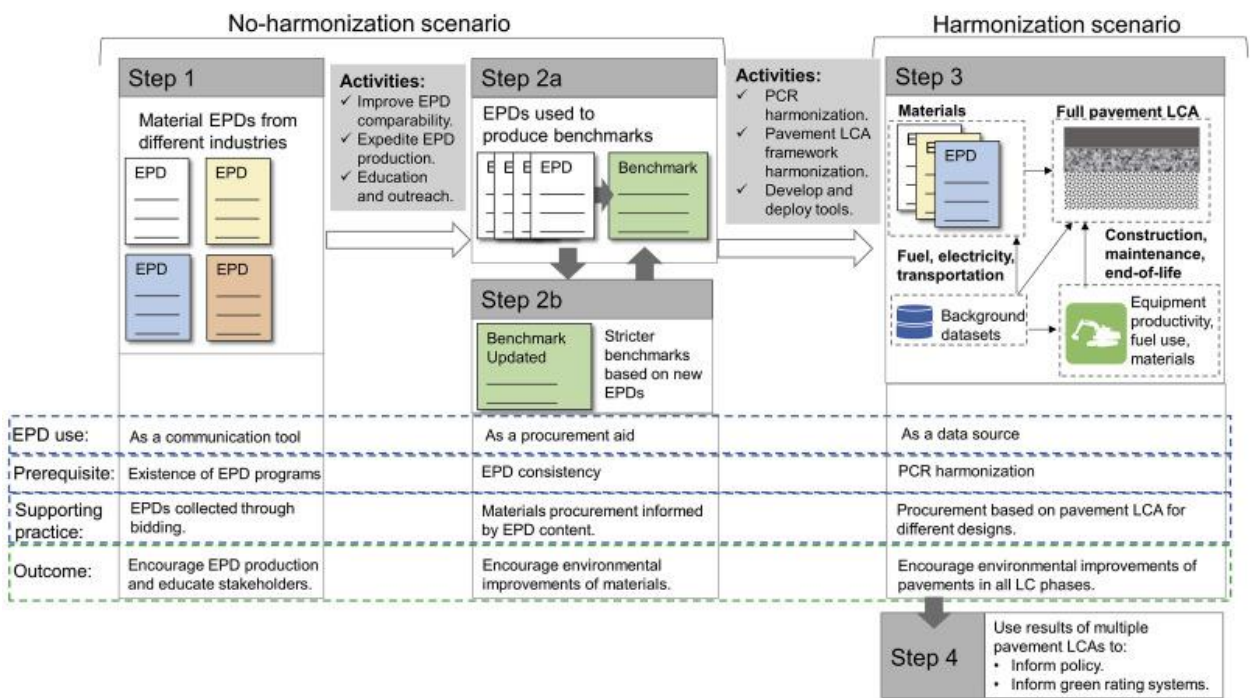 No-harmonization scenario
Harmonization scenario
Step 1
Material EPDs from
different industries
EPD
EPD
EPD
EPD
Activities:
✓ Improve EPD
comparability.
✓ Expedite EPD
production.
✓ Education
and outreach.
Step 2a
EPDs used to
produce benchmarks
E
E
E
EPD
Benchmark
Step 2b
Benchmark
Updated
Stricter
benchmarks
based on new
EPDs
Activities:
✓ PCR
harmonization.
✓ Pavement LCA
framework
harmonization.
✓ Develop and
deploy tools.
Step 3
Materials
Full pavement LCA
EPD
Fuel, electricity,
transportation
Construction,
maintenance,
end-of-life
Background
datasets
Equipment
productivity,
fuel use,
materials
EPD use:
As a communication tool
As a procurement aid
As a data source
Prerequisite:
Existence of EPD programs
EPD consistency
PCR harmonization
Supporting
practice:
EPDs collected through
bidding.
Materials procurement informed
by EPD content.
Procurement based on pavement LCA for
different designs.
Outcome:
Encourage EPD production
and educate stakeholders.
Encourage environmental
improvements of materials.
Encourage environmental improvements of
pavements in all LC phases.
Step 4
Use results of multiple
pavement LCAs to:
• Inform policy.
• Inform green rating systems.